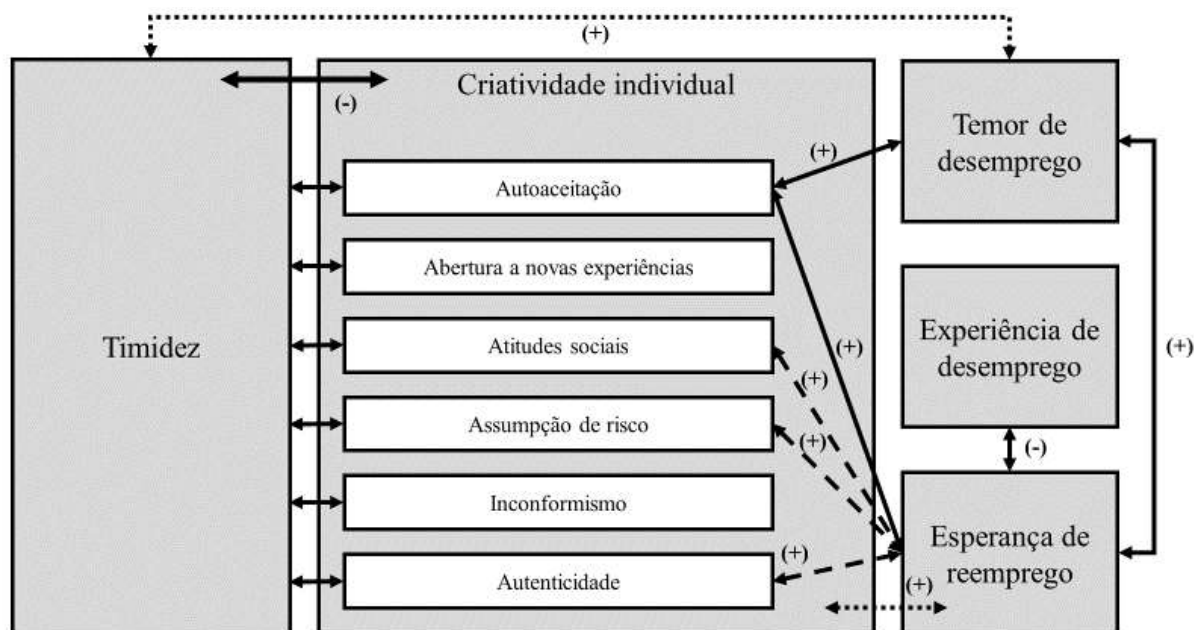 (+)
Criatividade individual
(-)
Temor de
desemprego
(+)
Autoaceitação
Abertura a novas experiências
Timidez
Atitudes sociais
(+)
(+)
Experiência de
desemprego
(+)
Assumpção de risco
(+)
(-)
Inconformismo
Esperança de
reemprego
(+)
Autenticidade
(+)